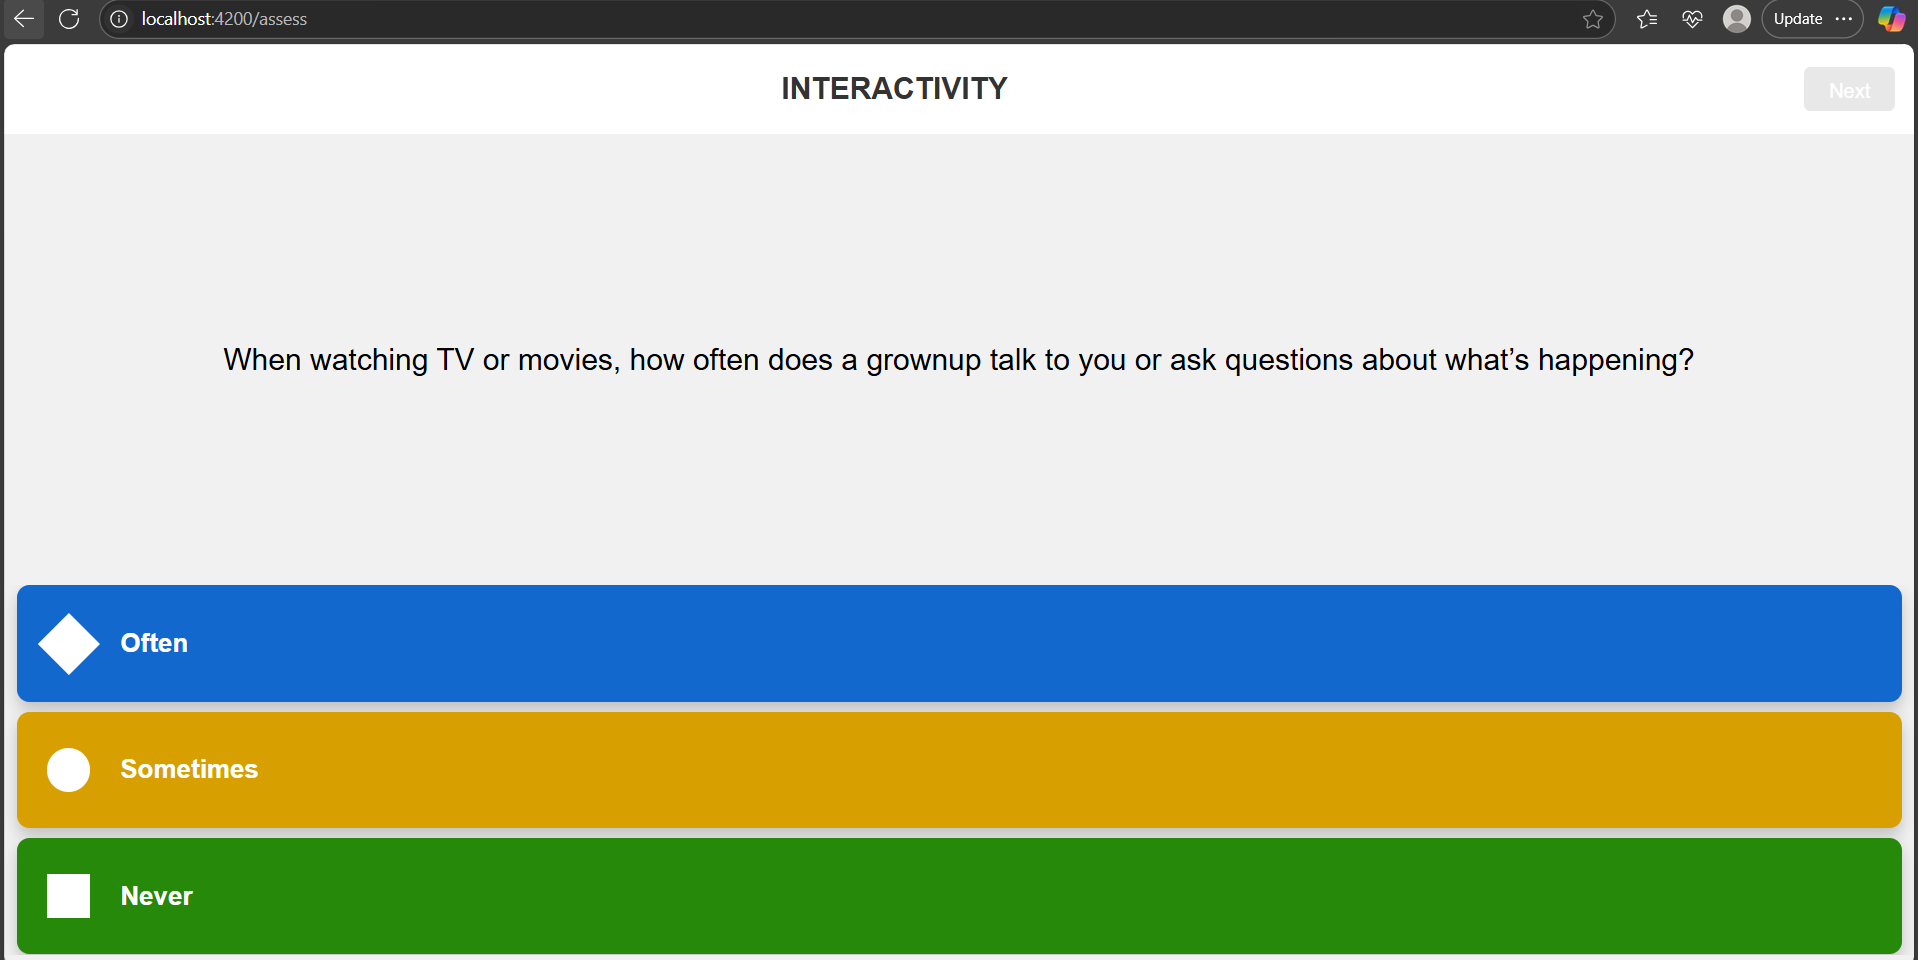 localhost:4200/assess
Update
INTERACTIVITY
Next
When watching TV or movies, how often does a grownup talk to you or ask questions about what’s happening?
Often
Sometimes
Never